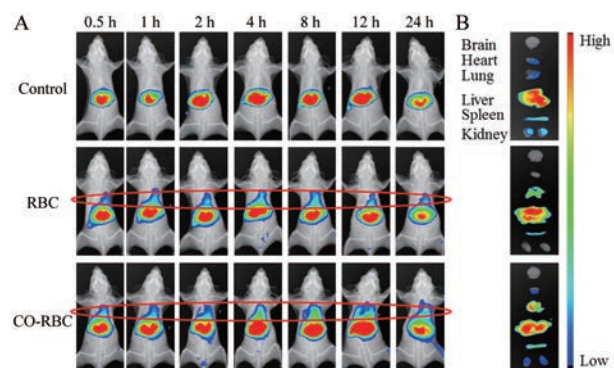 A
0.5 h 1 h 2 h 4 h 8 h 12 h 24 h
B
Control
RBC
CO-RBC
Brain
Heart
Lung
Liver
Spleen
Kidney
High
Low